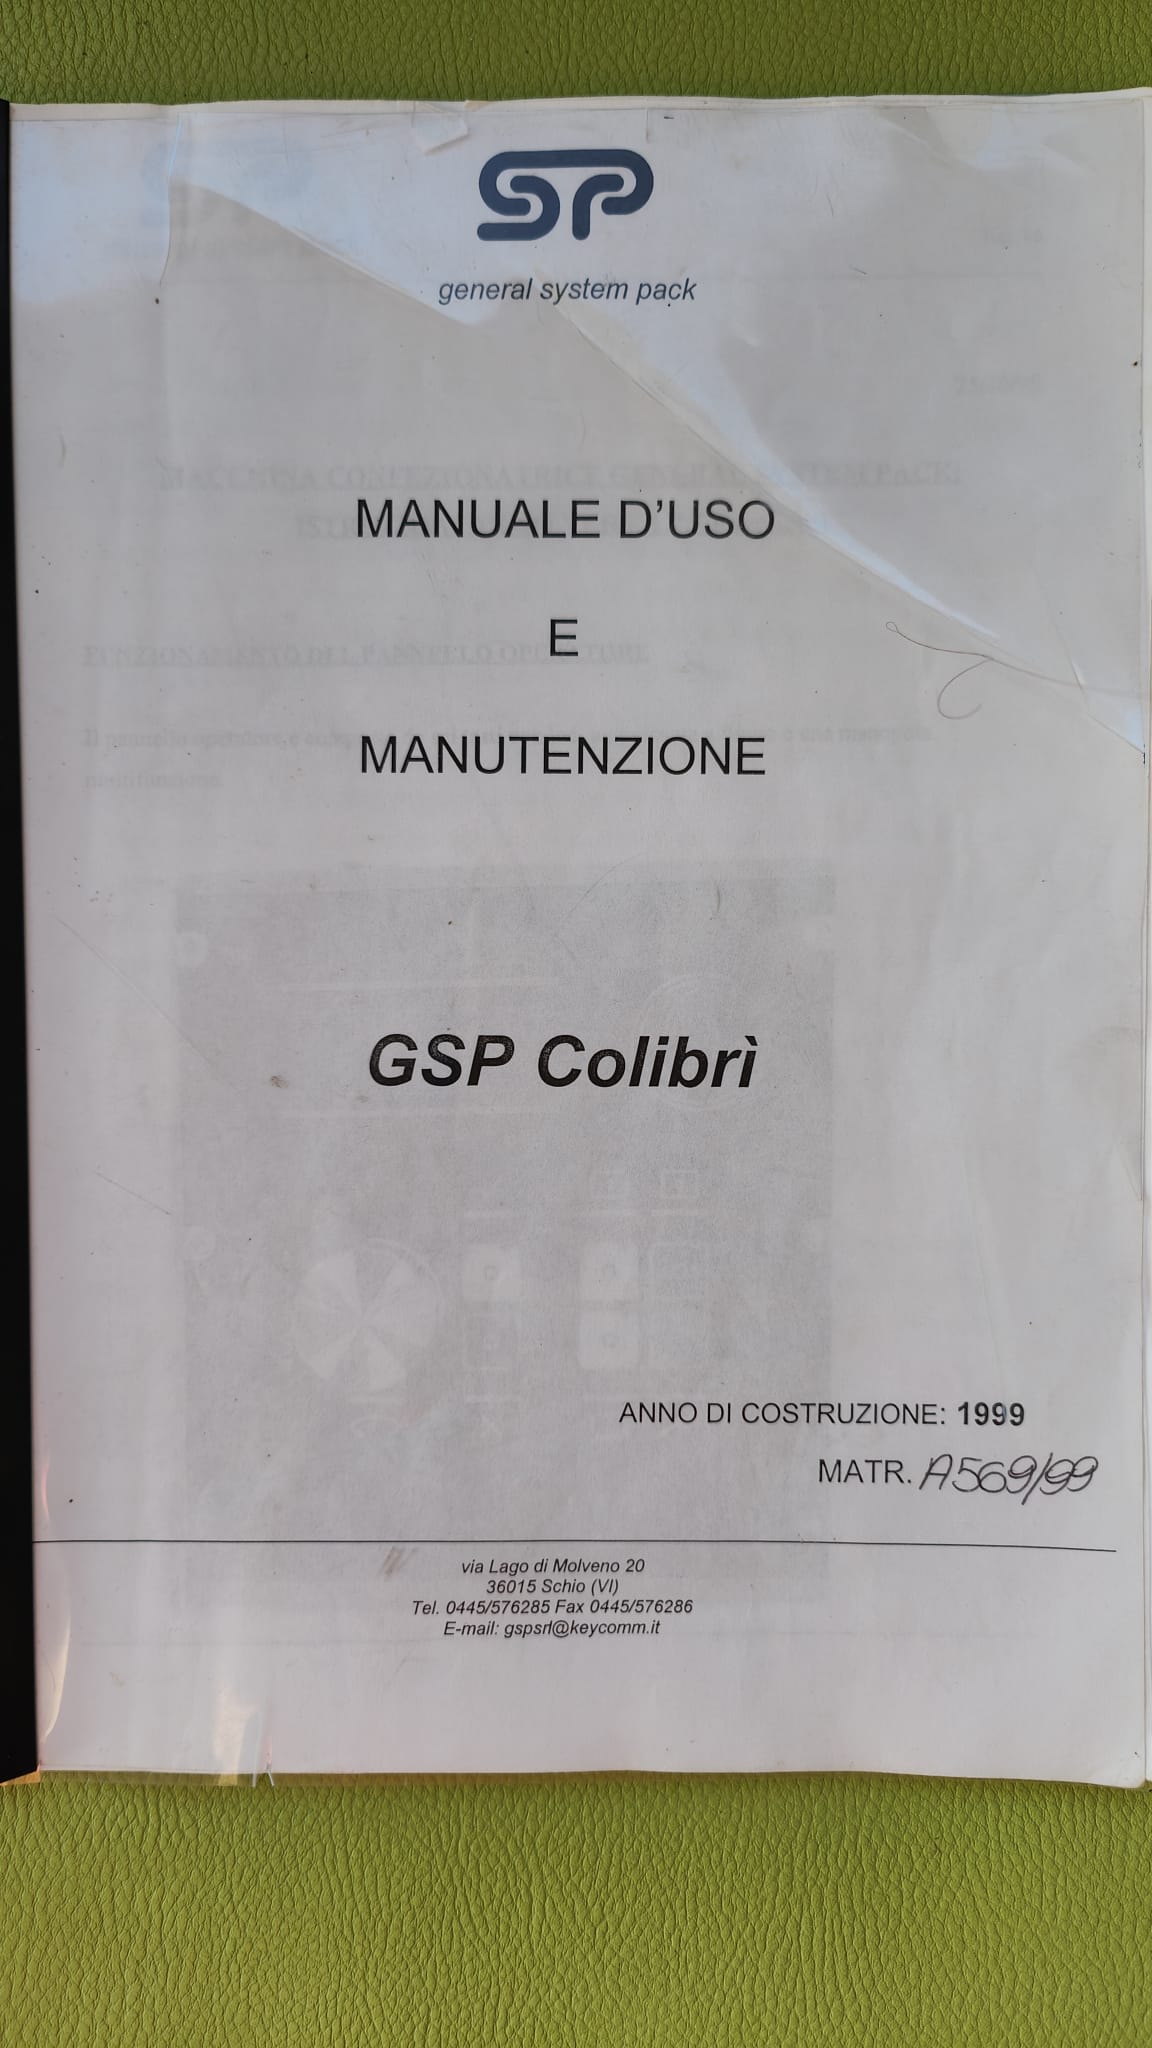 SP
general system pack
MANUALE D'USO
E
MANUTENZIONE
GSP Colibrì
ANNO DI COSTRUZIONE: 1999
MATR. A569/99
via Lago di Molveno 20
36015 Schio (VI)
Tel. 0445/576285 Fax 0445/576286
E-mail: gspsrl@keycomm.it